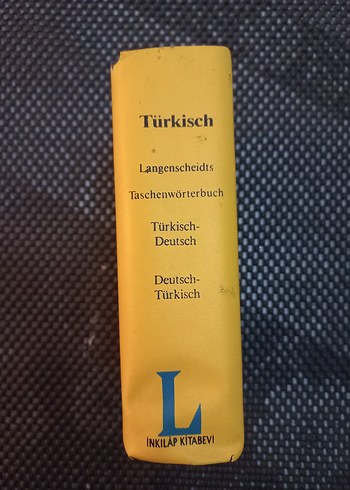 Türkisch
Langenscheidts
Taschenwörterbuch
Türkisch-
Deutsch
Deutsch-
Türkisch
L
İNKILÂP KİTABEVİ